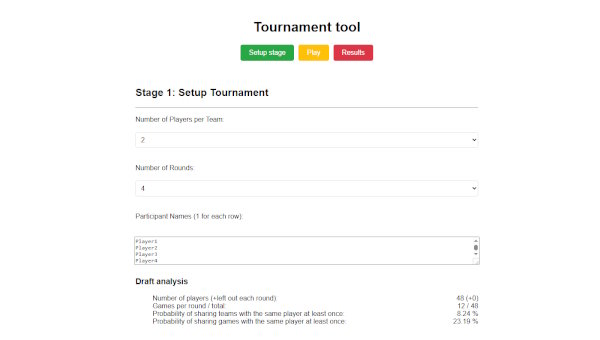 Tournament tool
Setup stage Play Results
Stage 1: Setup Tournament
Number of Players per Team:
2
Number of Rounds:
4
Participant Names (1 for each row):
Player1
Player2
Player3
Player4
Draft analysis
Number of players (+left out each round): 48 (+0)
Games per round / total: 12 / 48
Probability of sharing teams with the same player at least once: 8.24 %
Probability of sharing games with the same player at least once: 23.19 %